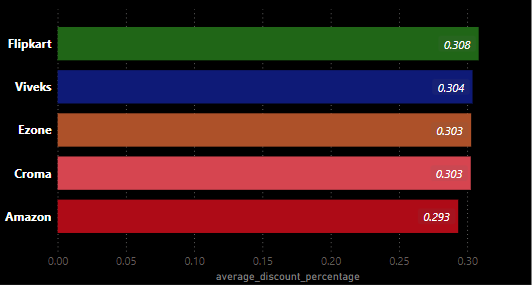 Flipkart 0.308
Viveks 0.304
Ezone 0.303
Croma 0.303
Amazon 0.293
0.00 0.05 0.10 0.15 0.20 0.25 0.30
average_discount_percentage